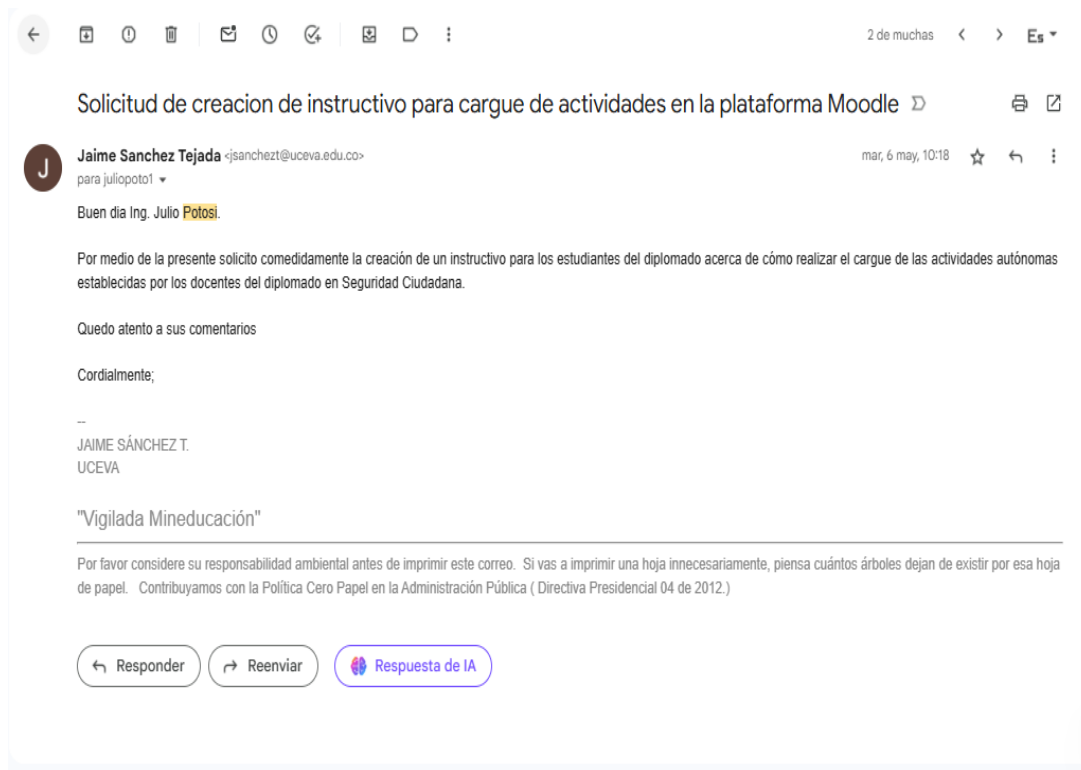 2 de muchas
Es
Solicitud de creacion de instructivo para cargue de actividades en la plataforma Moodle
J
Jaime Sanchez Tejada <jsanchezt@uceva.edu.co>
mar, 6 may, 10:18
para juliopoto1
Buen dia Ing. Julio Potosi.
Por medio de la presente solicito comedidamente la creación de un instructivo para los estudiantes del diplomado acerca de cómo realizar el cargue de las actividades autónomas
establecidas por los docentes del diplomado en Seguridad Ciudadana.
Quedo atento a sus comentarios
Cordialmente;
--
JAIME SÁNCHEZ T.
UCEVA
"Vigilada Mineducación"
Por favor considere su responsabilidad ambiental antes de imprimir este correo. Si vas a imprimir una hoja innecesariamente, piensa cuántos árboles dejan de existir por esa hoja
de papel. Contribuyamos con la Política Cero Papel en la Administración Pública ( Directiva Presidencial 04 de 2012.)
Responder
Reenviar
Respuesta de IA